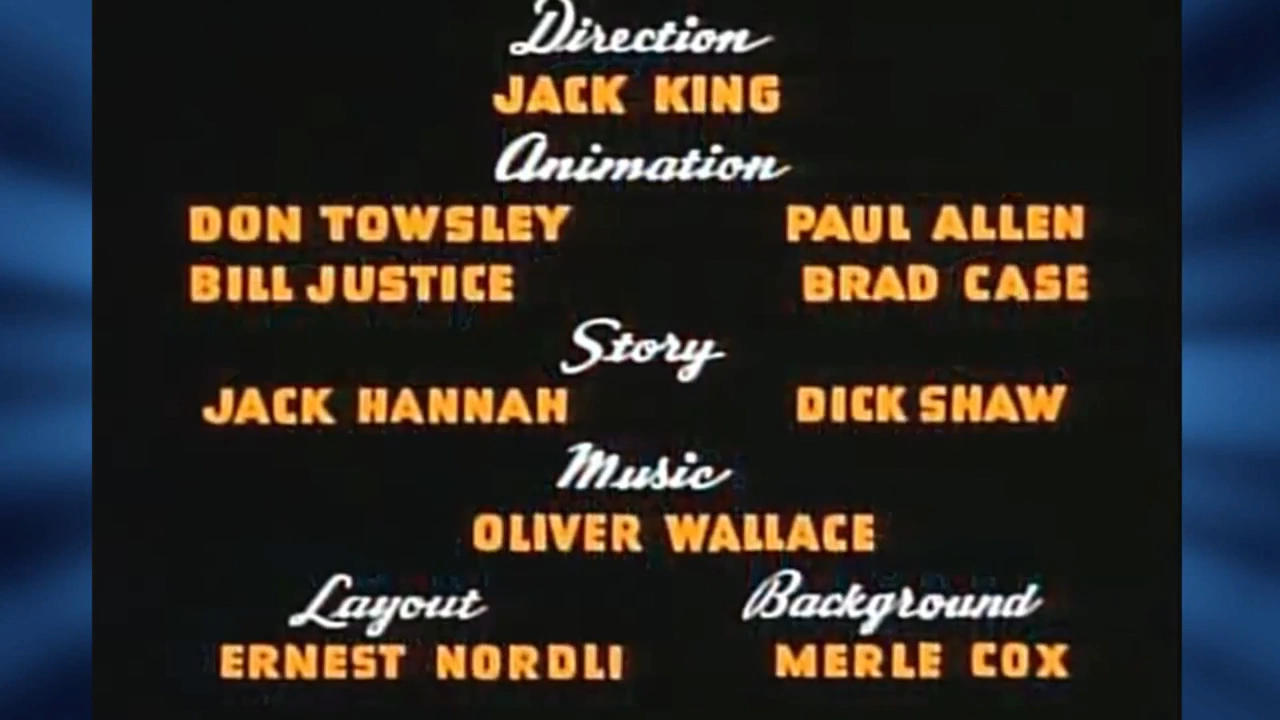 Direction
JACK KING
Animation
DON TOWSLEY PAUL ALLEN
BILL JUSTICE BRAD CASE
Story
JACK HANNAH DICK SHAW
Music
OLIVER WALLACE
Layout Background
ERNEST NORDLI MERLE COX